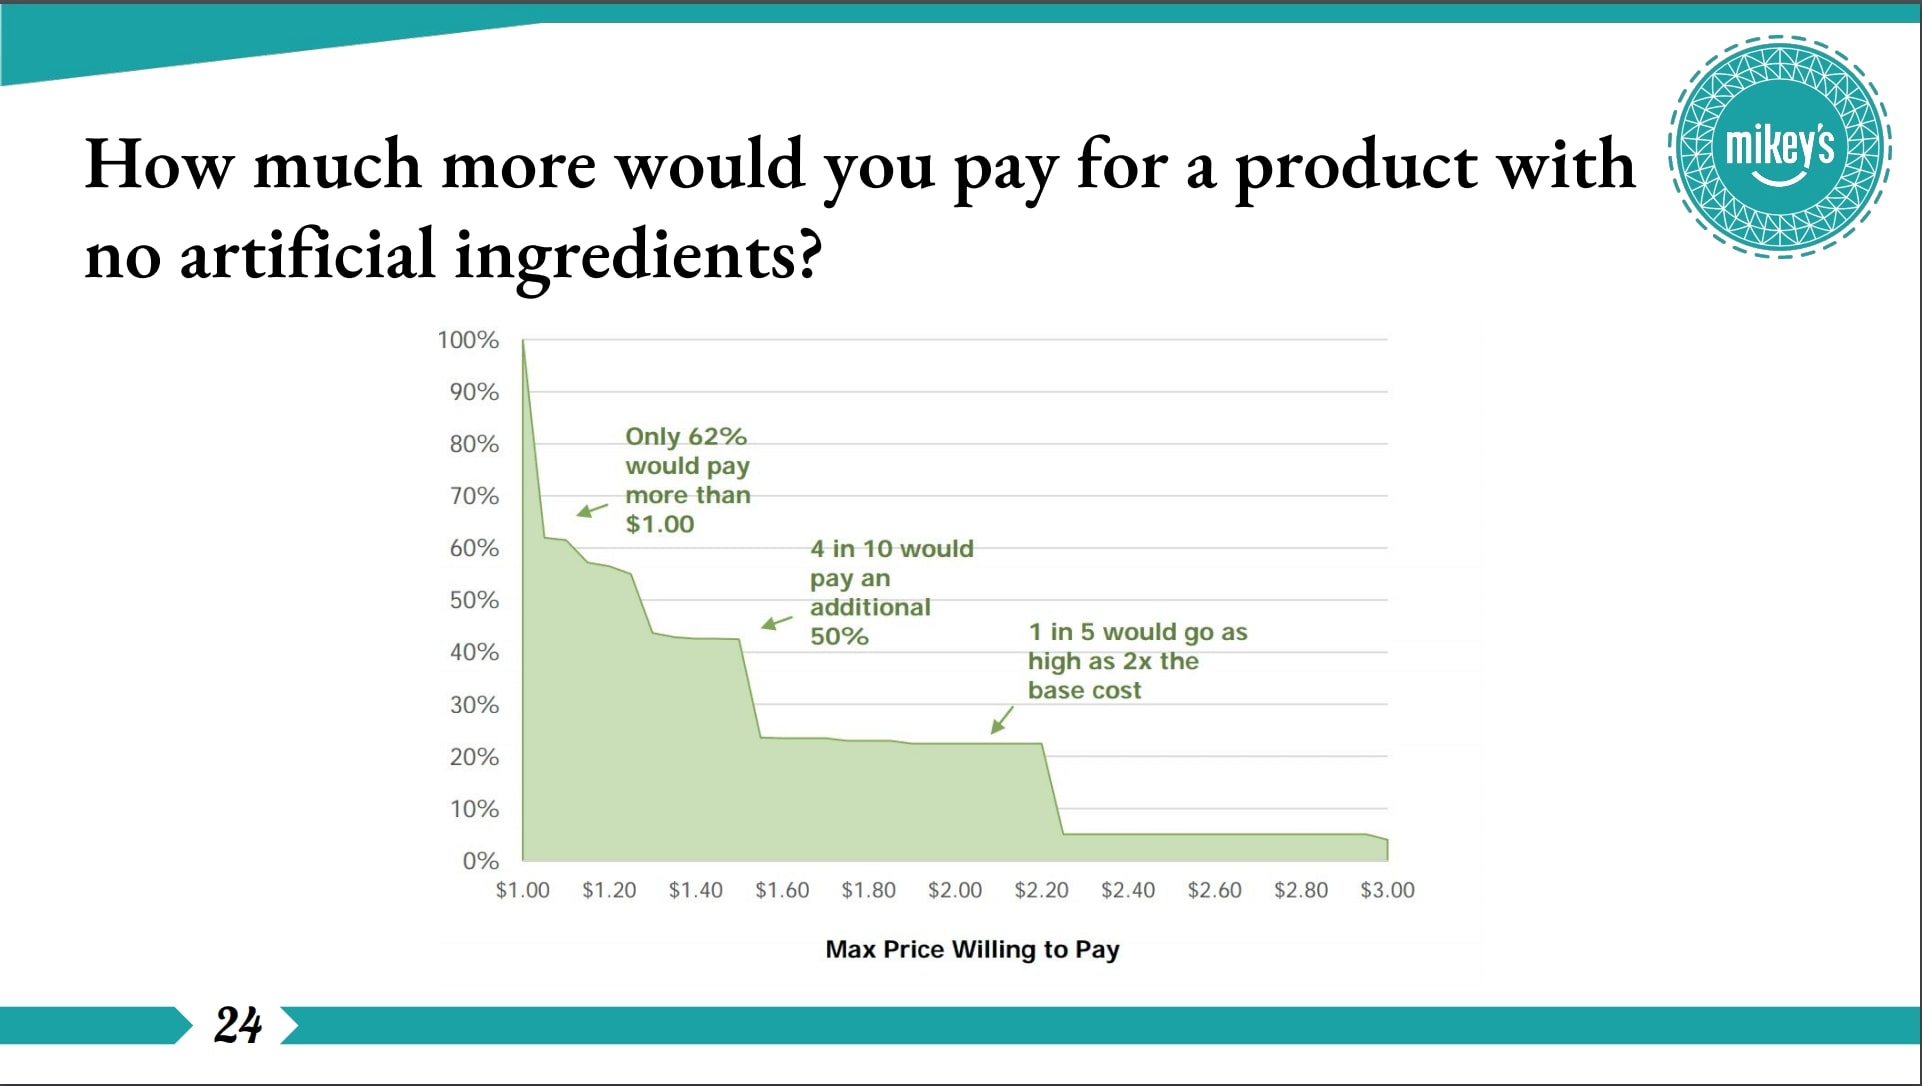 mikey's
How much more would you pay for a product with
no artificial ingredients?
100%
90%
80%
70%
60%
50%
40%
30%
20%
10%
0%
Only 62%
would pay
more than
$1.00
4 in 10 would
pay an
additional
50%
1 in 5 would go as
high as 2x the
base cost
$1.00 $1.20 $1.40 $1.60 $1.80 $2.00 $2.20 $2.40 $2.60 $2.80 $3.00
Max Price Willing to Pay
24